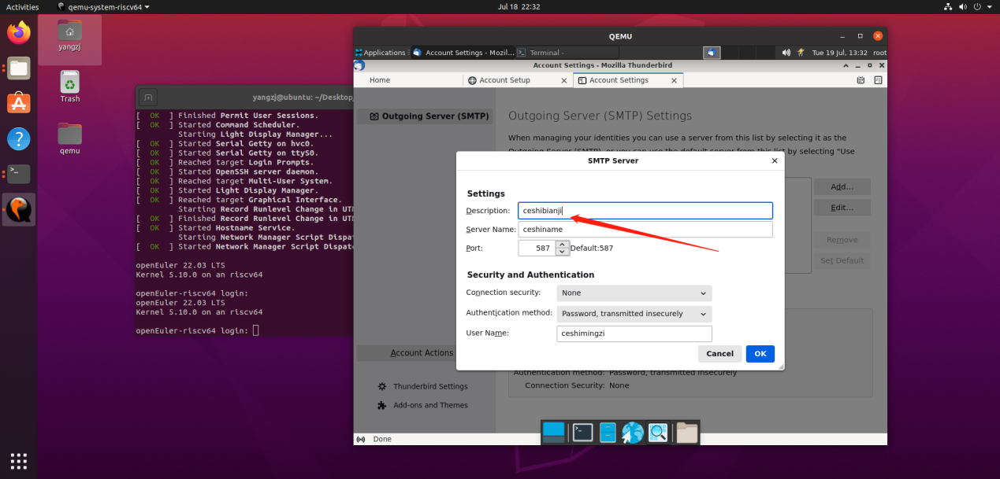 Activities
qemu-system-riscv64
Jul 18 22:32
yangzj
Trash
qemu
yangzj@ubuntu: ~/Desktop/
[ OK ] Finished Permit User Sessions.
[ OK ] Started Command Scheduler.
Starting Light Display Manager...
[ OK ] Started Serial Getty on hvc0.
[ OK ] Started Serial Getty on ttyS0.
[ OK ] Reached target Login Prompts.
[ OK ] Started OpenSSH server daemon.
[ OK ] Reached target Multi-User System.
[ OK ] Started Light Display Manager.
[ OK ] Reached target Graphical Interface.
Starting Record Runlevel Change in UTM
[ OK ] Finished Record Runlevel Change in UT
[ OK ] Started Hostname Service.
Starting Network Manager Script Dispat
[ OK ] Started Network Manager Script Dispat
openEuler 22.03 LTS
Kernel 5.10.0 on an riscv64
openEuler-riscv64 login:
openEuler 22.03 LTS
Kernel 5.10.0 on an riscv64
openEuler-riscv64 login:
QEMU
Applications
Account Settings - Mozil...
Terminal -
Tue 19 Jul, 13:32 root
Account Settings - Mozilla Thunderbird
Home
Account Setup
Account Settings
Outgoing Server (SMTP)
Outgoing Server (SMTP) Settings
When managing your identities you can use a server from this list by selecting it as the
Outgoing Server (SMTP), or you can use the default server from this list by selecting "Use
Add...
Edit...
Remove
Set Default
SMTP Server
Settings
Description: ceshibianji
Server Name: ceshiname
Port: 587 Default:587
Security and Authentication
Connection security: None
Authentication method: Password, transmitted insecurely
User Name: ceshimingzi
Cancel
OK
Account Actions
Authentication method: Password, transmitted insecurely
Connection Security: None
Thunderbird Settings
Add-ons and Themes
Done